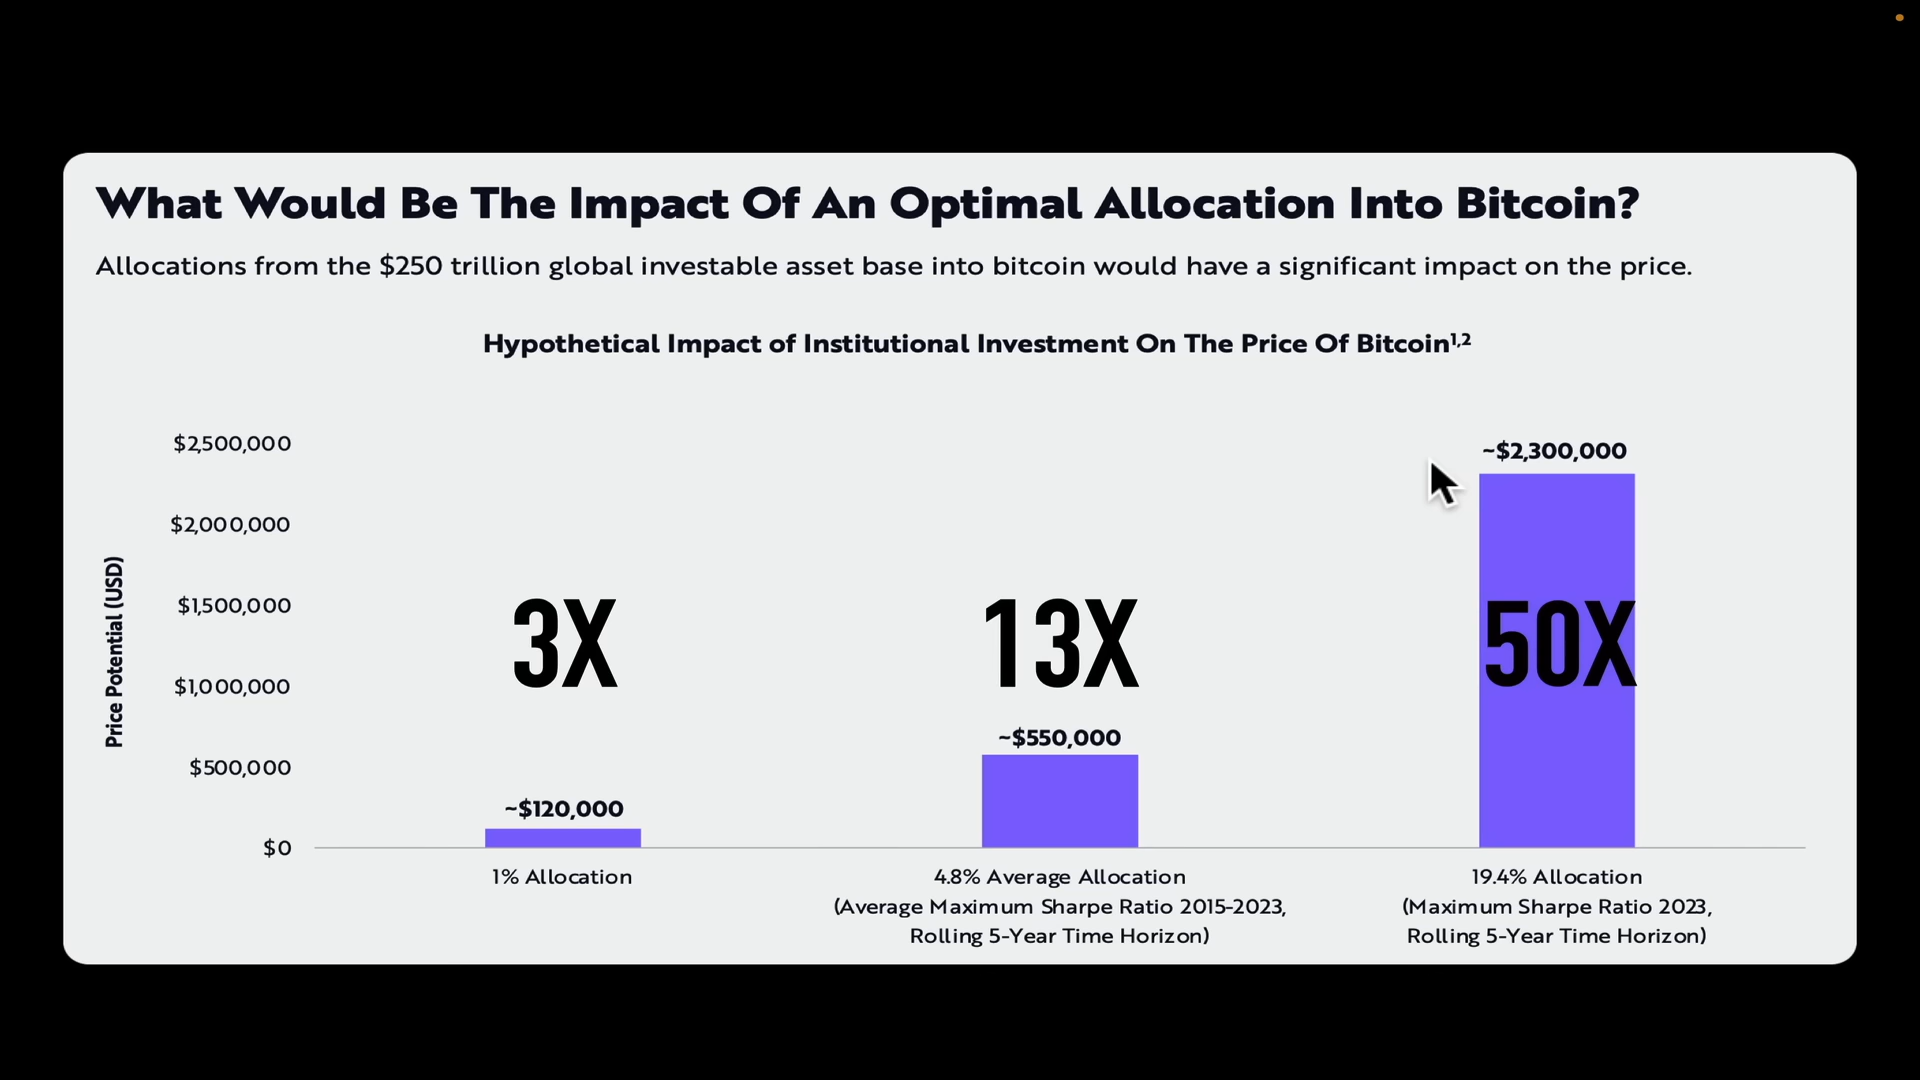 What Would Be The Impact Of An Optimal Allocation Into Bitcoin?
Allocations from the $250 trillion global investable asset base into bitcoin would have a significant impact on the price.
Hypothetical Impact of Institutional Investment On The Price Of Bitcoin1,2
Price Potential (USD)
$2,500,000
$2,000,000
$1,500,000
$1,000,000
$500,000
$0
3X
~$120,000
1% Allocation
13X
~$550,000
4.8% Average Allocation
(Average Maximum Sharpe Ratio 2015-2023,
Rolling 5-Year Time Horizon)
~$2,300,000
50X
19.4% Allocation
(Maximum Sharpe Ratio 2023,
Rolling 5-Year Time Horizon)